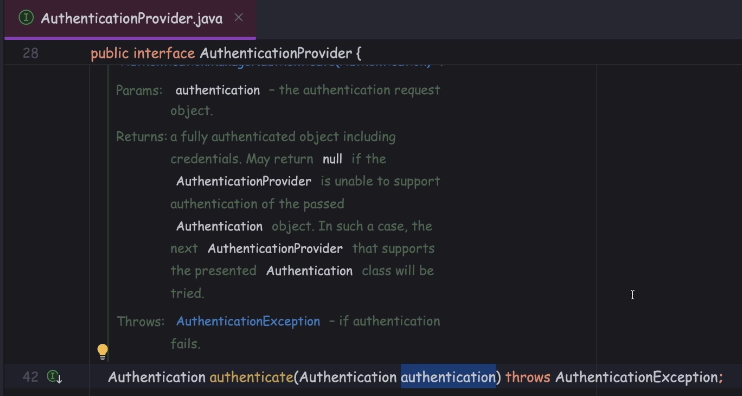 AuthenticationProvider.java
28 public interface AuthenticationProvider {
Params: authentication – the authentication request
object.
Returns: a fully authenticated object including
credentials. May return null if the
AuthenticationProvider is unable to support
authentication of the passed
Authentication object. In such a case, the
next AuthenticationProvider that supports
the presented Authentication class will be
tried.
Throws: AuthenticationException – if authentication
fails.
42 Authentication authenticate(Authentication authentication) throws AuthenticationException;